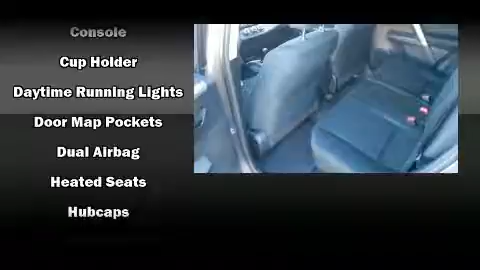 Console
Cup Holder
Daytime Running Lights
Door Map Pockets
Dual Airbag
Heated Seats
Hubcaps